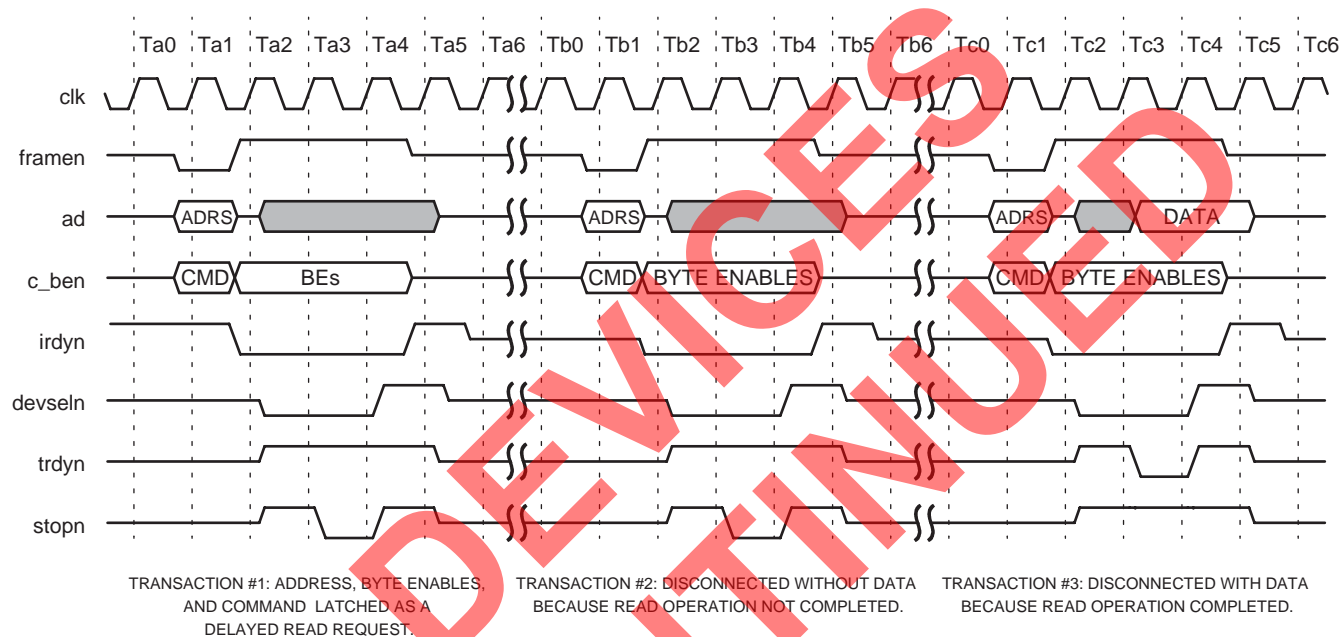 Ta0 Ta1 Ta2 Ta3 Ta4 Ta5 Ta6 Tb0 Tb1 Tb2 Tb3 Tb4 Tb5 Tb6 Tc0 Tc1 Tc2 Tc3 Tc4 Tc5 Tc6
clk
framen
ad ADRS ADRS ADRS DATA
c_ben CMD BEs CMD BYTE ENABLES CMD BYTE ENABLES
irdyn
devseln
trdyn
stopn
TRANSACTION #1: ADDRESS, BYTE ENABLES,
AND COMMAND LATCHED AS A
DELAYED READ REQUEST.
TRANSACTION #2: DISCONNECTED WITHOUT DATA
BECAUSE READ OPERATION NOT COMPLETED.
TRANSACTION #3: DISCONNECTED WITH DATA
BECAUSE READ OPERATION COMPLETED.
DEVICES
NTINUED